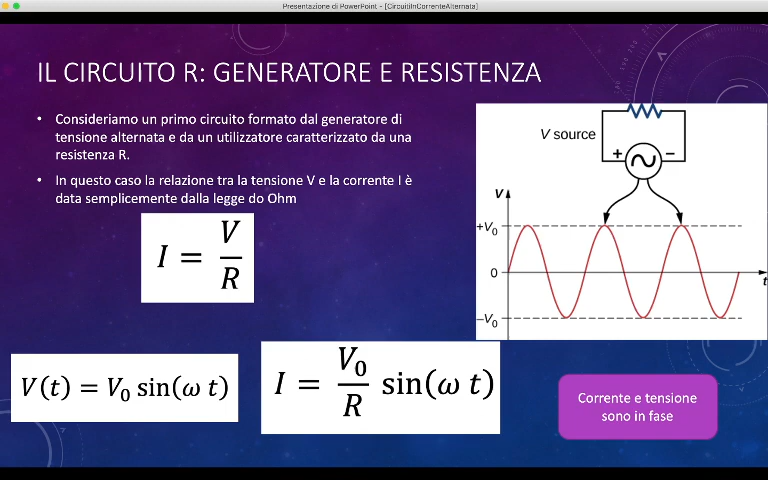 Presentazione di PowerPoint - [CircuitiInCorrenteAlternata]
IL CIRCUITO R: GENERATORE E RESISTENZA
• Consideriamo un primo circuito formato dal generatore di
tensione alternata e da un utilizzatore caratterizzato da una
resistenza R.
• In questo caso la relazione tra la tensione V e la corrente I è
data semplicemente dalla legge do Ohm
I = V/R
V(t) = V₀ sin(ω t)
I = V₀/R sin(ω t)
V source
+ −
V
+V₀
0
−V₀
t
Corrente e tensione
sono in fase